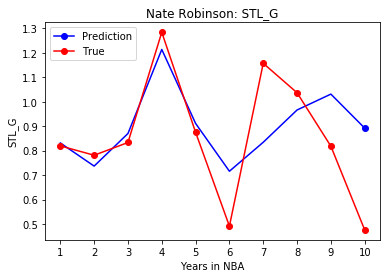 Nate Robinson: STL_G
Prediction
True
STL_G
1.3
1.2
1.1
1.0
0.9
0.8
0.7
0.6
0.5
1 2 3 4 5 6 7 8 9 10
Years in NBA